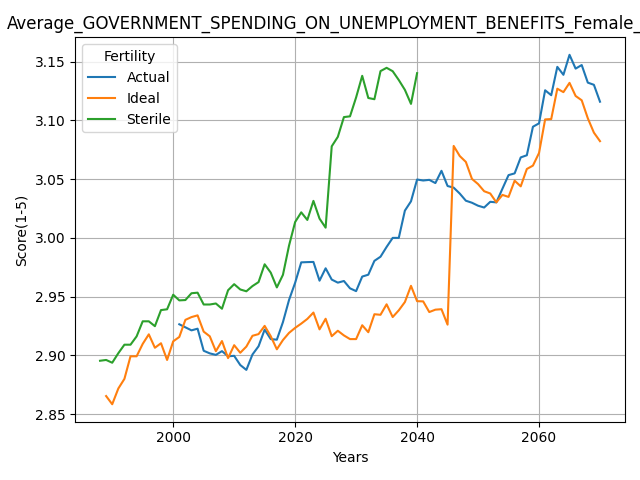 Average_GOVERNMENT_SPENDING_ON_UNEMPLOYMENT_BENEFITS_Female_
Fertility
Actual
Ideal
Sterile
Score(1-5)
3.15
3.10
3.05
3.00
2.95
2.90
2.85
2000 2020 2040 2060
Years